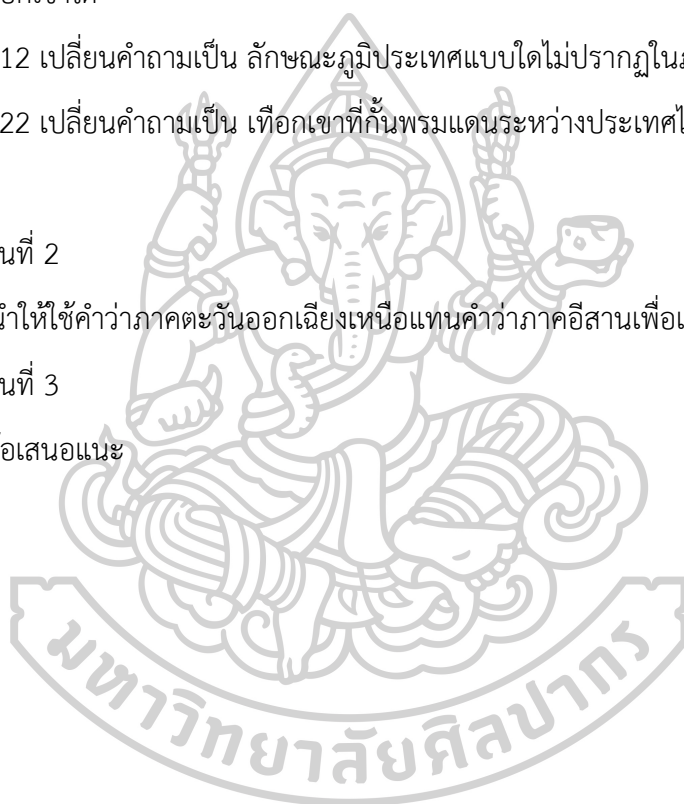 12 เปลี่ยนคำถามเป็น ลักษณะภูมิประเทศแบบใดไม่ปรากฏใน
22 เปลี่ยนคำถามเป็น เทือกเขาที่กั้นพรมแดนระหว่างประเทศ
นที่ 2
ให้ใช้คำว่าภาคตะวันออกเฉียงเหนือแทนคำว่าภาคอีสานเพื่อ
นที่ 3
อเสนอแนะ
มหาวิทยาลัยศิลปากร